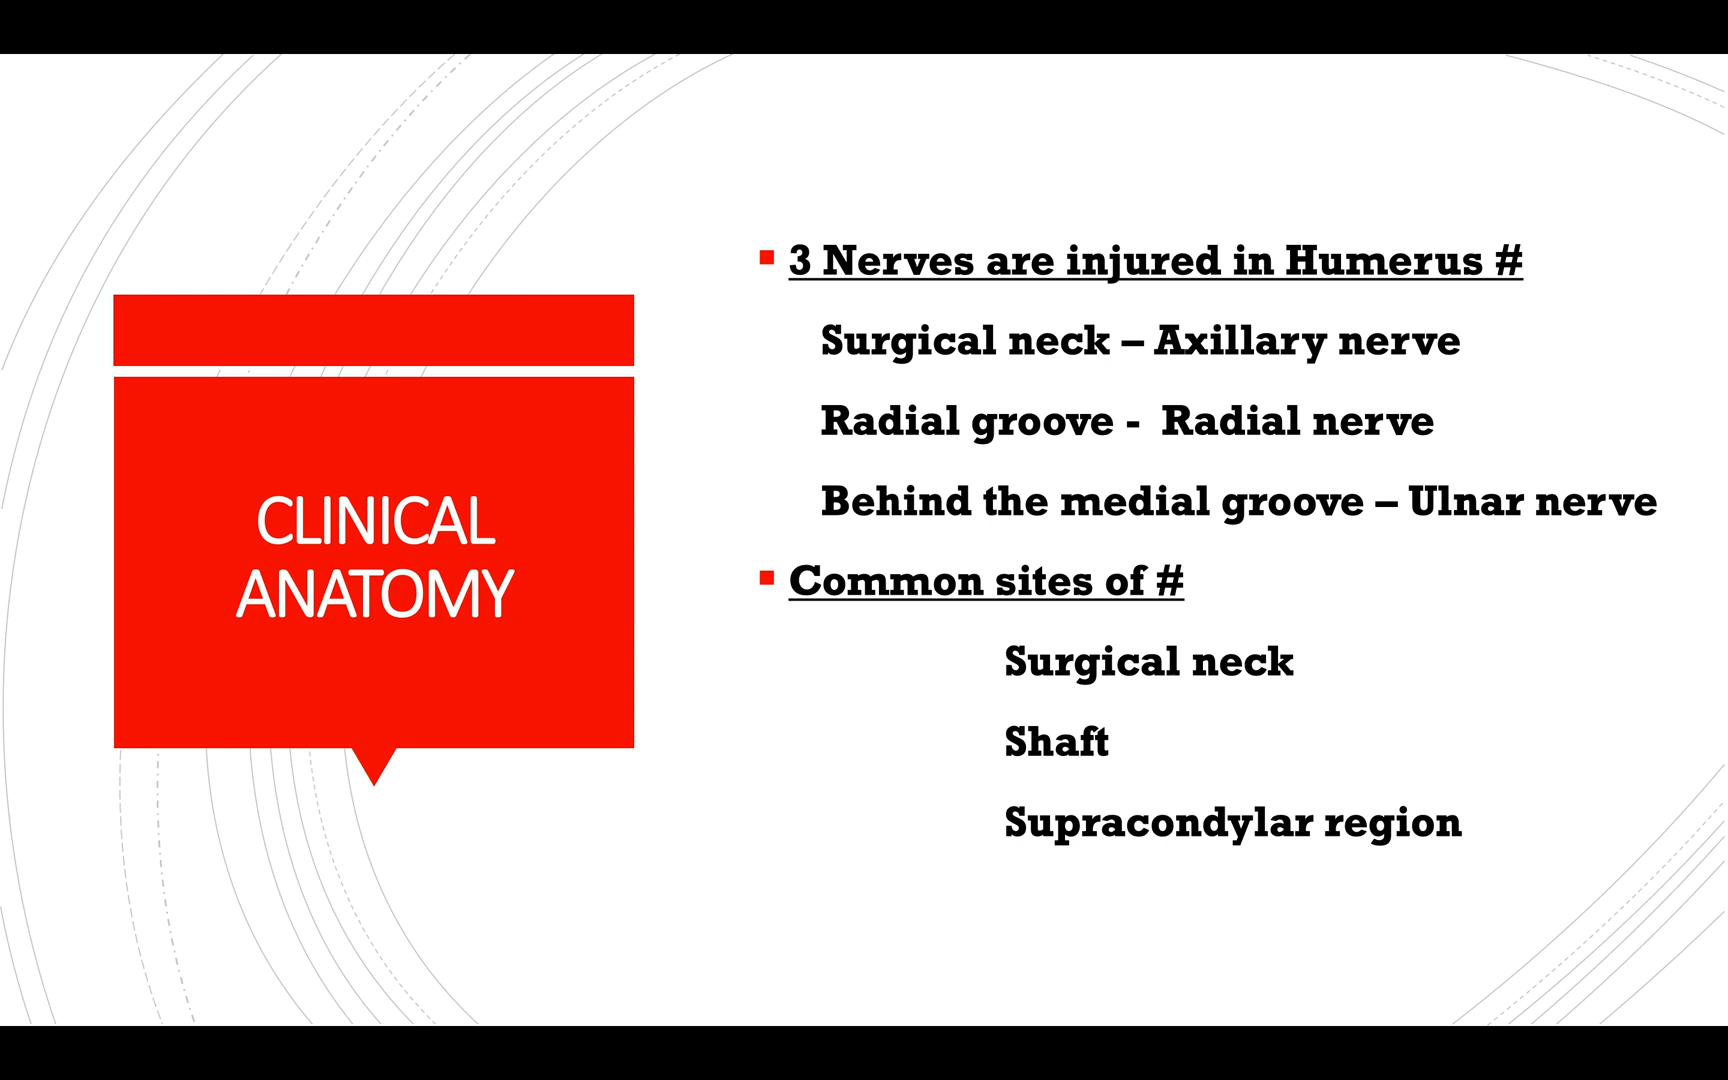 CLINICAL
ANATOMY
3 Nerves are injured in Humerus #
Surgical neck – Axillary nerve
Radial groove - Radial nerve
Behind the medial groove – Ulnar nerve
Common sites of #
Surgical neck
Shaft
Supracondylar region